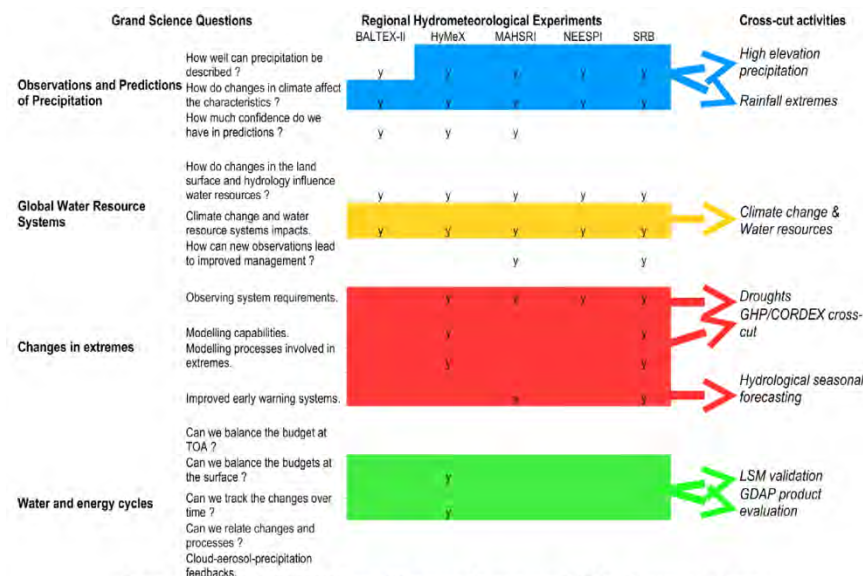 Grand Science Questions Regional Hydrometeorological Experiments Cross-cut activities
BALTEX-II HyMeX MAHSRI NEESPI SRB
Observations and Predictions
of Precipitation
How well can precipitation be
described ?
y y y y y
How do changes in climate affect
the characteristics ?
y y y y y
How much confidence do we
have in predictions ?
y y y
High elevation
precipitation
Rainfall extremes
Global Water Resource
Systems
How do changes in the land
surface and hydrology influence
water resources ?
y y y y y
Climate change and water
resource systems impacts.
y y y y y
How can new observations lead
to improved management ?
y y
Climate change &
Water resources
Changes in extremes
Observing system requirements.
y y y y
Modelling capabilities.
y y
Modelling processes involved in
extremes.
y y
Improved early warning systems.
y
Droughts
GHP/CORDEX cross-
cut
Hydrological seasonal
forecasting
Water and energy cycles
Can we balance the budget at
TOA ?
Can we balance the budgets at
the surface ?
y
Can we track the changes over
time ?
y
Can we relate changes and
processes ?
Cloud-aerosol-precipitation
feedbacks.
LSM validation
GDAP product
evaluation